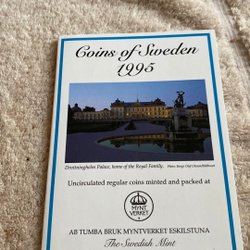 Coins of Sweden
1995
Drottningholm Palace, home of the Royal Family.
Uncirculated regular coins minted and packed at
MYNT
VERKET
AB TUMBA BRUK MYNTVERKET ESKILSTUNA
The Swedish Mint